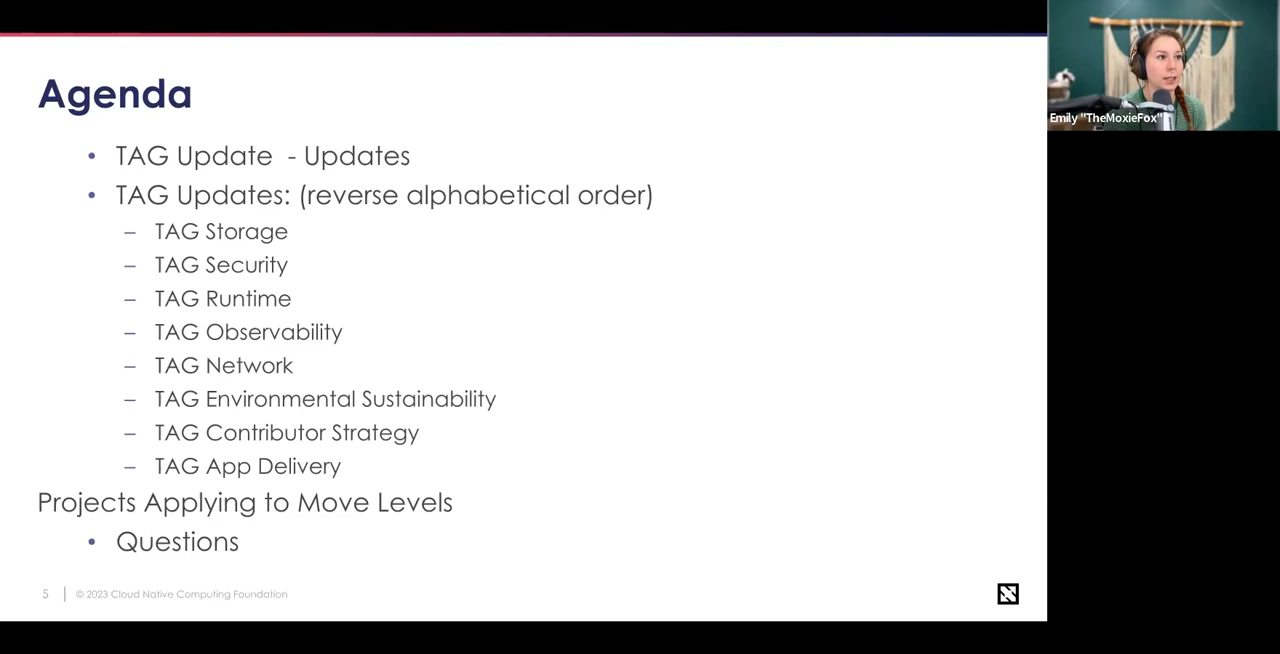 Agenda
• TAG Update - Updates
• TAG Updates: (reverse alphabetical order)
– TAG Storage
– TAG Security
– TAG Runtime
– TAG Observability
– TAG Network
– TAG Environmental Sustainability
– TAG Contributor Strategy
– TAG App Delivery
Projects Applying to Move Levels
• Questions
5 | © 2023 Cloud Native Computing Foundation
Emily "TheMoxieFox"